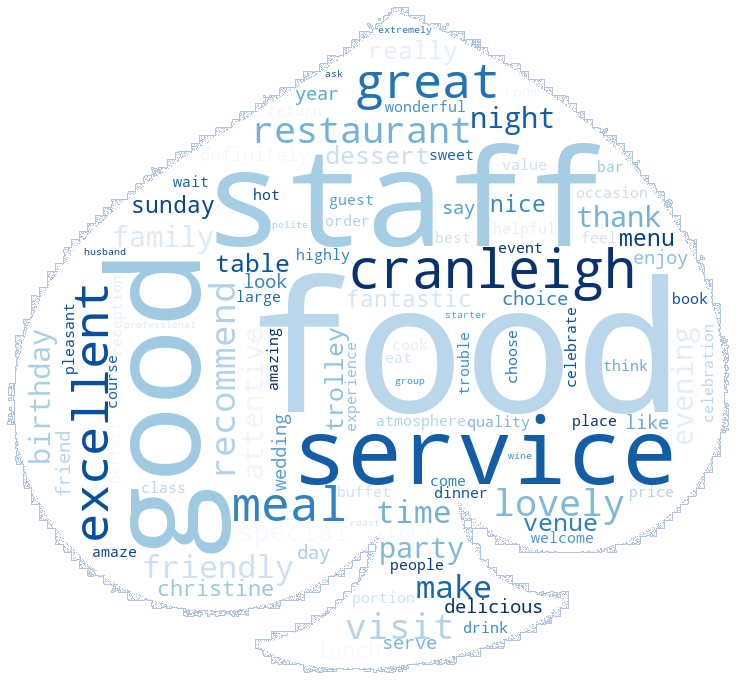 extremely
really
ask
great
year
wonderful
room
return
night
restaurant
definitely
dessert
sweet
staff
value
bar
wait
hot
guest
occasion
sunday
say
nice
thank
polite
order
best
helpful
feel
menu
family
husband
highly
event
enjoy
table
cranleigh
look
large
fantastic
choice
book
good
food
reception
professional
pleasant
excellent
course
perfect
birthday
friend
recommend
attentive
amazing
trolley
experience
starter
cook
eat
group
trouble
choose
celebrate
think
evening
celebration
atmosphere
quality
place
like
service
wedding
wine
class
come
meal
buffet
dinner
price
time
lovely
special
roast
start
venue
welcome
amaze
day
party
friendly
people
christine
make
portion
delicious
visit
drink
serve
lunch